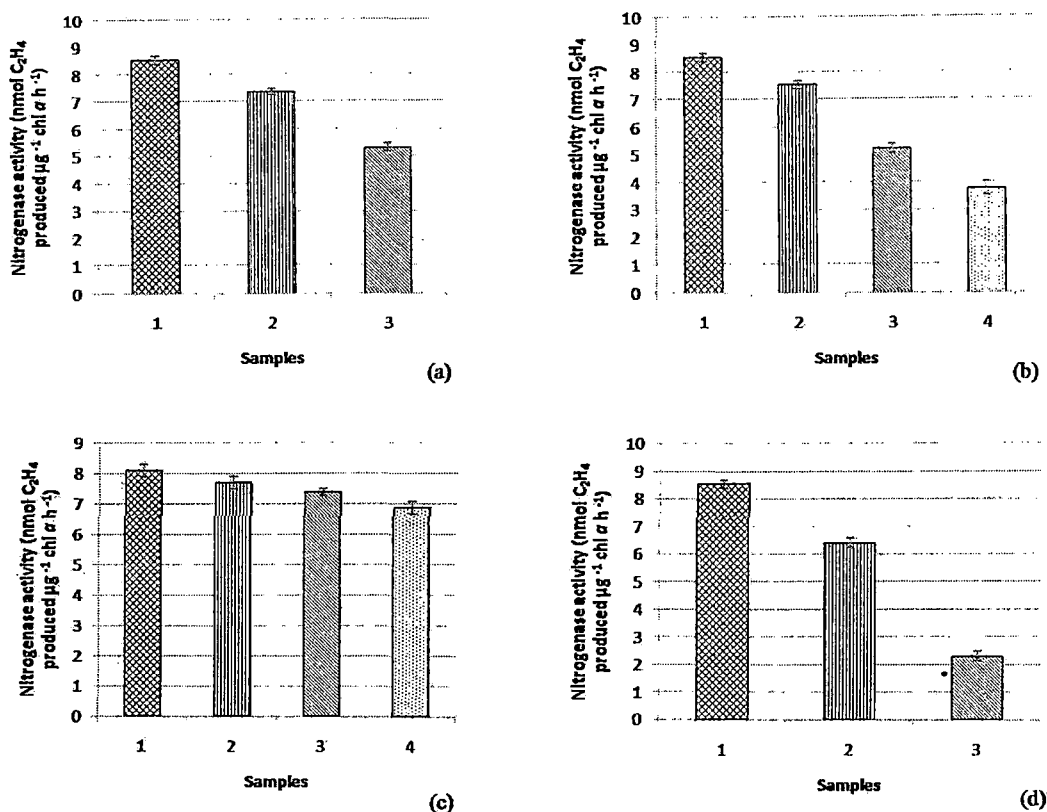 Nitrogenase activity (nmol C₂H₄
produced µg⁻¹ chl a h⁻¹)
10
9
8
7
6
5
4
3
2
1
0
1 2 3
Samples
(a)
Nitrogenase activity (nmol C₂H₄
produced µg⁻¹ chl a h⁻¹)
10
9
8
7
6
5
4
3
2
1
0
1 2 3 4
Samples
(b)
Nitrogenase activity (nmol C₂H₄
produced µg⁻¹ chl a h⁻¹)
9
8
7
6
5
4
3
2
1
0
1 2 3 4
Samples
(c)
Nitrogenase activity (nmol C₂H₄
produced µg⁻¹ chl a h⁻¹)
10
9
8
7
6
5
4
3
2
1
0
1 2 3
Samples
(d)